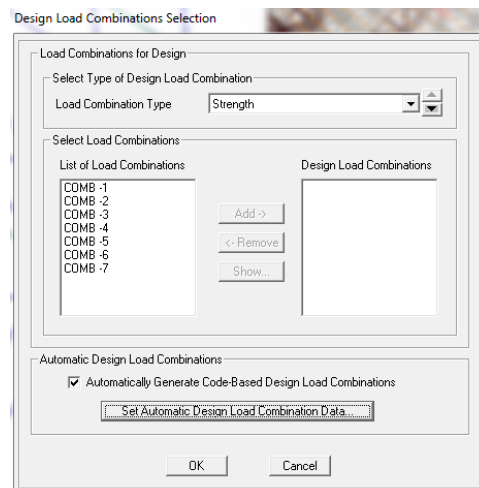 Design Load Combinations Selection
Load Combinations for Design
Select Type of Design Load Combination
Load Combination Type
Strength
Select Load Combinations
List of Load Combinations
Design Load Combinations
COMB -1
COMB -2
COMB -3
COMB -4
COMB -5
COMB -6
COMB -7
Add ->
<- Remove
Show...
Automatic Design Load Combinations
Automatically Generate Code-Based Design Load Combinations
Set Automatic Design Load Combination Data...
OK
Cancel